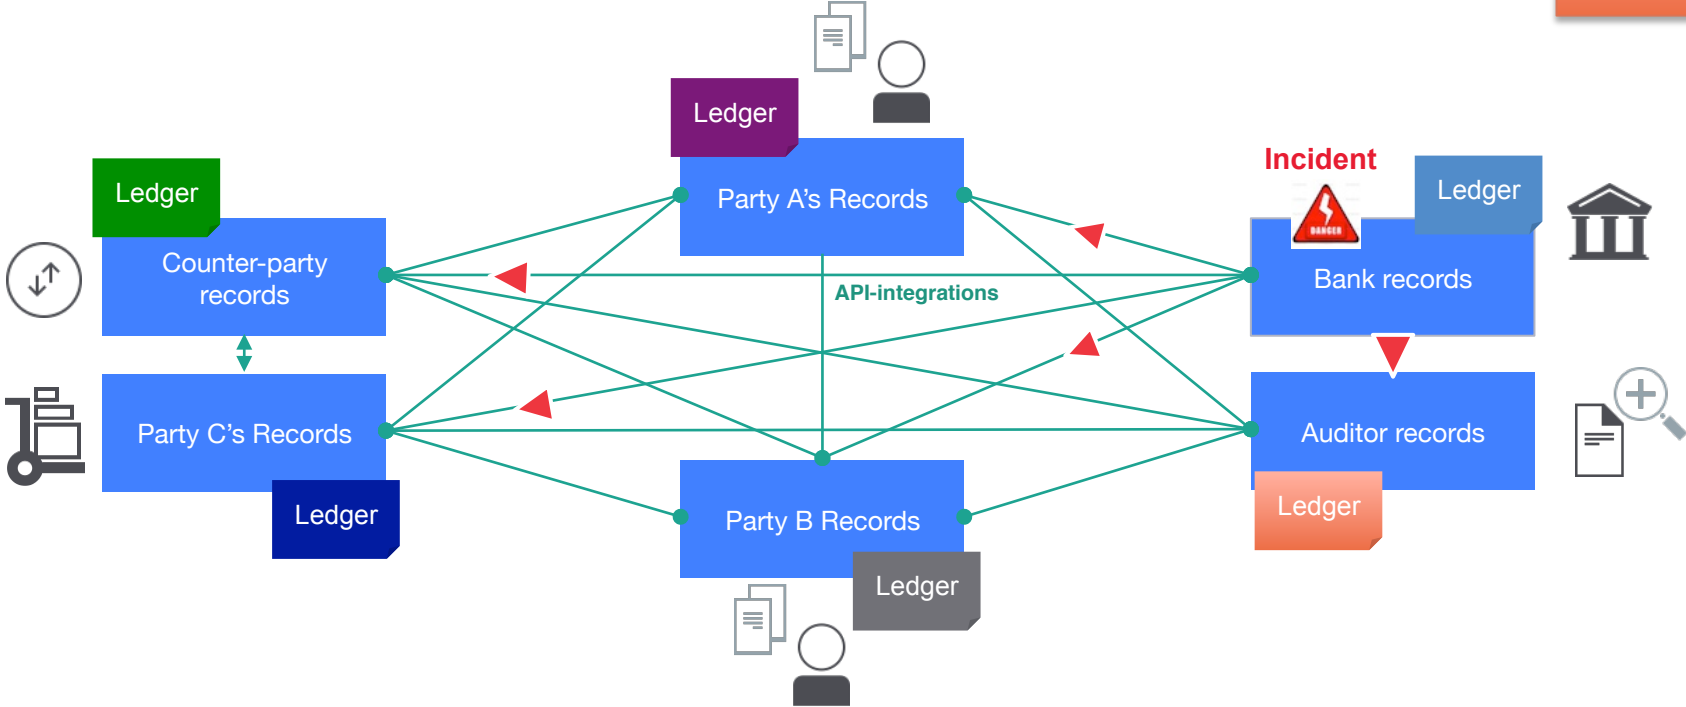 Ledger
Party A's Records
Incident
Ledger
Bank records
Ledger
Counter-party
records
API-integrations
Party C's Records
Ledger
Party B Records
Ledger
Auditor records
Ledger
DANGER